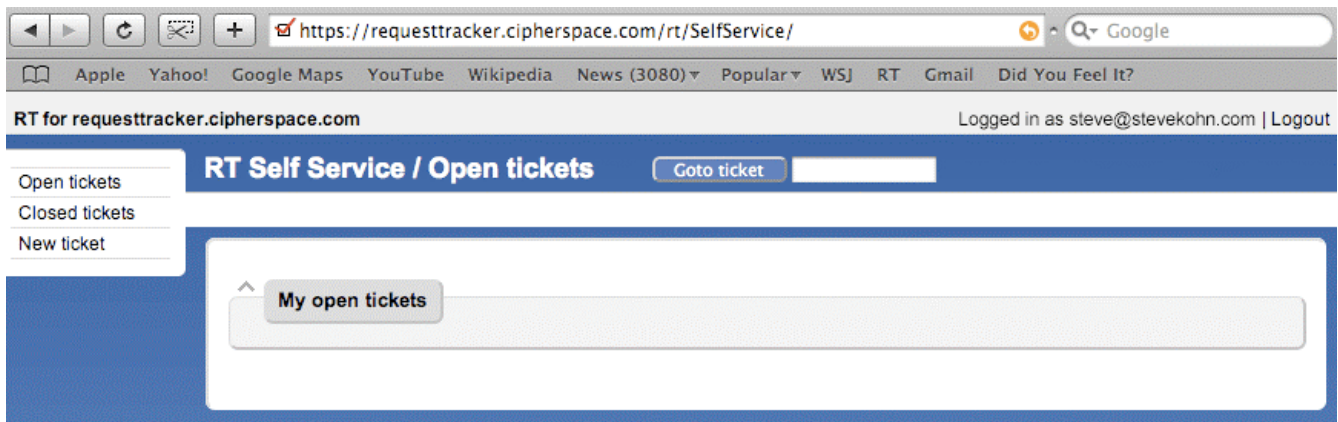 https://requesttracker.cipherspace.com/rt/SelfService/ Google
Apple Yahoo! Google Maps YouTube Wikipedia News (3080) Popular WSJ RT Gmail Did You Feel It?
RT for requesttracker.cipherspace.com Logged in as steve@stevekohn.com | Logout
RT Self Service / Open tickets Goto ticket
Open tickets
Closed tickets
New ticket
My open tickets